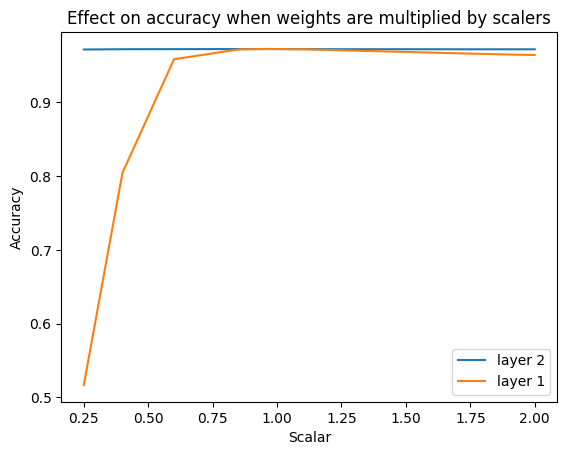 Effect on accuracy when weights are multiplied by scalers
Accuracy
0.9
0.8
0.7
0.6
0.5
0.25
0.50
0.75
1.00
1.25
1.50
1.75
2.00
Scalar
layer 2
layer 1